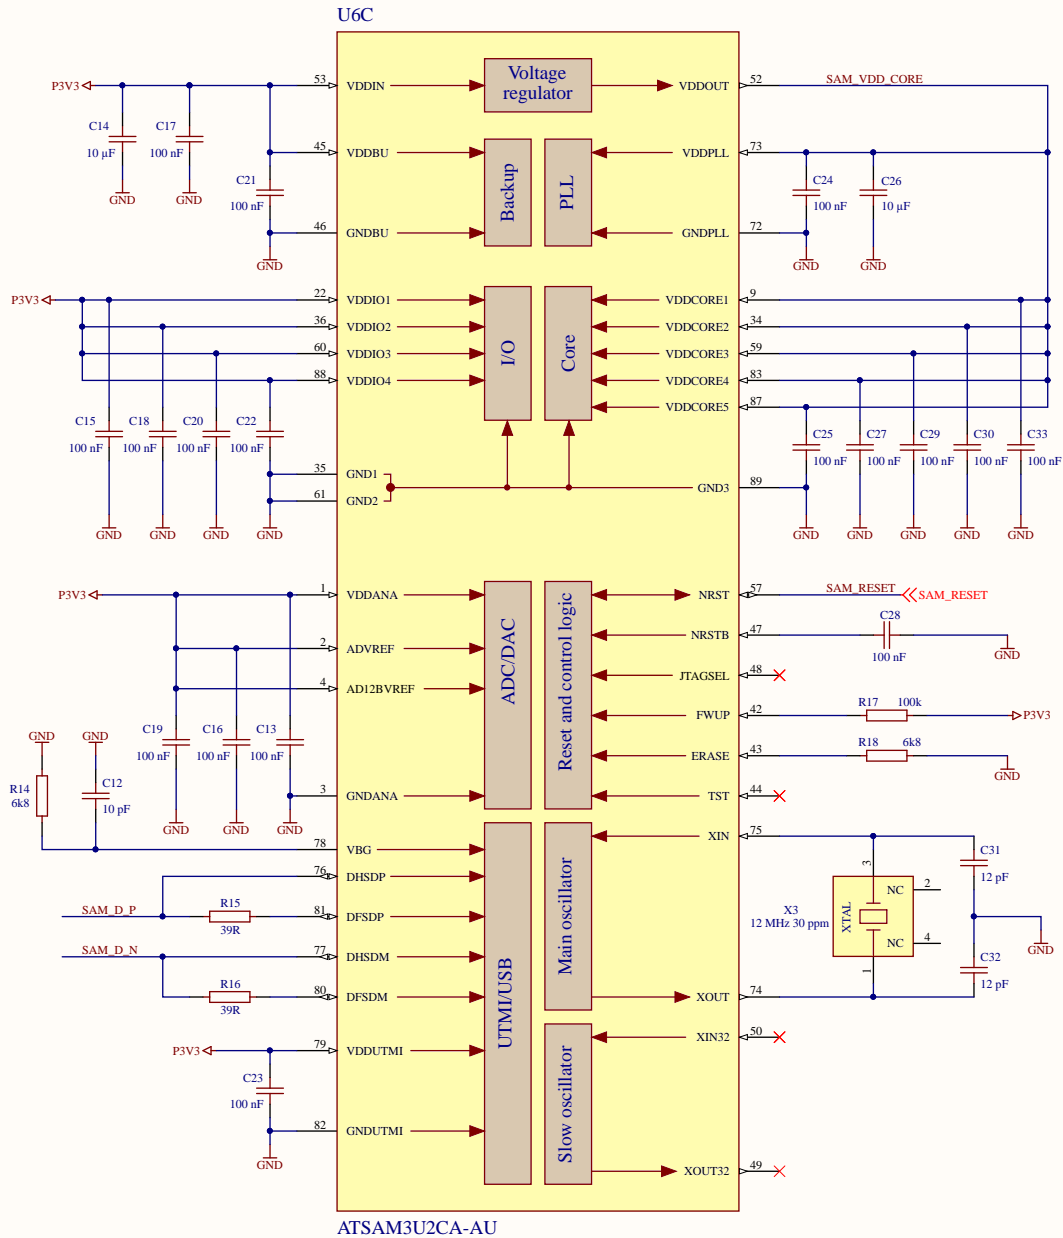 U6C
P3V3
53
VDDIN
Voltage
regulator
VDDOUT
52
SAM_VDD_CORE
C14
10 µF
GND
C17
100 nF
GND
45
VDDBU
C21
100 nF
46
GNDBU
GND
Backup
PLL
VDDPLL
73
C24
100 nF
C26
10 µF
GNDPLL
72
GND
GND
P3V3
22
VDDIO1
36
VDDIO2
60
VDDIO3
88
VDDIO4
I/O
Core
VDDCORE1
9
VDDCORE2
34
VDDCORE3
59
VDDCORE4
83
VDDCORE5
87
C15
100 nF
C18
100 nF
C20
100 nF
C22
100 nF
C25
100 nF
C27
100 nF
C29
100 nF
C30
100 nF
C33
100 nF
35
GND1
61
GND2
GND3
89
GND
GND
GND
GND
GND
GND
GND
GND
GND
P3V3
1
VDDANA
2
ADVREF
4
AD12BVREF
ADC/DAC
Reset and control logic
NRST
57
SAM_RESET
SAM_RESET
NRSTB
47
C28
100 nF
GND
JTAGSEL
48
FWUP
42
R17
100k
P3V3
ERASE
43
R18
6k8
GND
TST
44
C19
100 nF
C16
100 nF
C13
100 nF
3
GNDANA
GND
GND
GND
GND
GND
R14
6k8
C12
10 pF
78
VBG
76
DHSDP
SAM_D_P
R15
39R
81
DFSDP
SAM_D_N
77
DHSDM
R16
39R
80
DFSDM
P3V3
79
VDDUTMI
C23
100 nF
82
GNDUTMI
GND
UTMI/USB
Main oscillator
XIN
75
XOUT
74
3
XTAL
1
NC
2
NC
4
X3
12 MHz 30 ppm
C31
12 pF
C32
12 pF
GND
Slow oscillator
XIN32
50
XOUT32
49
ATSAM3U2CA-AU